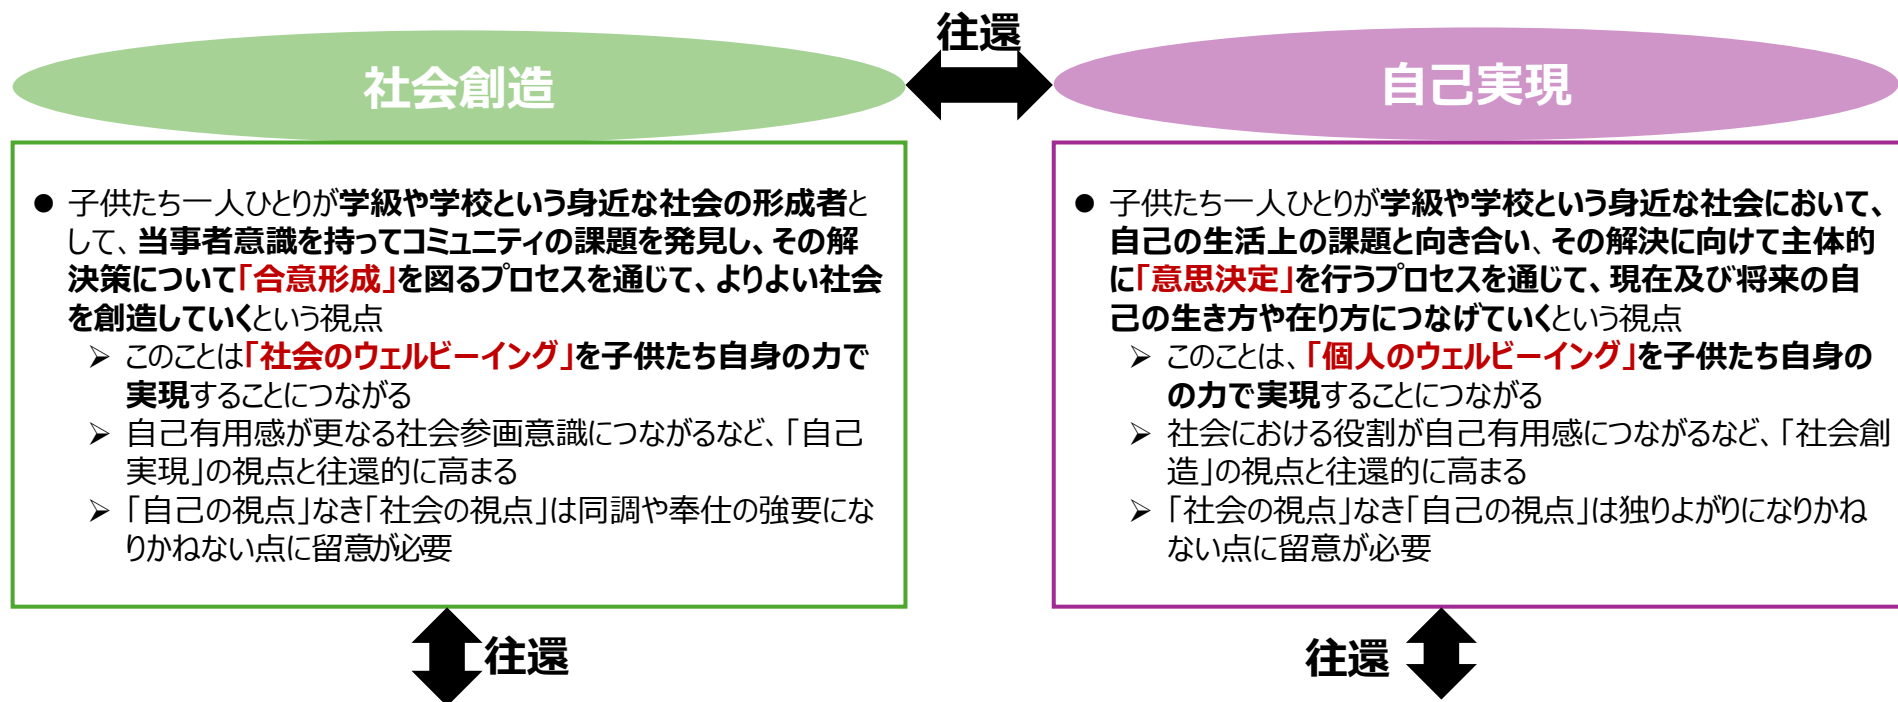 往還
社会創造
自己実現
● 子供たち一人ひとりが学級や学校という身近な社会の形成者と
して、当事者意識を持ってコミュニティの課題を発見し、その解
決策について「合意形成」を図るプロセスを通じて、よりよい社会
を創造していくという視点
➢ このことは「社会のウェルビーイング」を子供たち自身の力で
実現することにつながる
➢ 自己有用感が更なる社会参画意識につながるなど、「自己
実現」の視点と往還的に高まる
➢ 「自己の視点」なき「社会の視点」は同調や奉仕の強要にな
りかねない点に留意が必要
● 子供たち一人ひとりが学級や学校という身近な社会において、
自己の生活上の課題と向き合い、その解決に向けて主体的
に「意思決定」を行うプロセスを通じて、現在及び将来の自
己の生き方や在り方につなげていくという視点
➢ このことは、「個人のウェルビーイング」を子供たち自身の
の力で実現することにつながる
➢ 社会における役割が自己有用感につながるなど、「社会創
造」の視点と往還的に高まる
➢ 「社会の視点」なき「自己の視点」は独りよがりになりかね
ない点に留意が必要
往還
往還